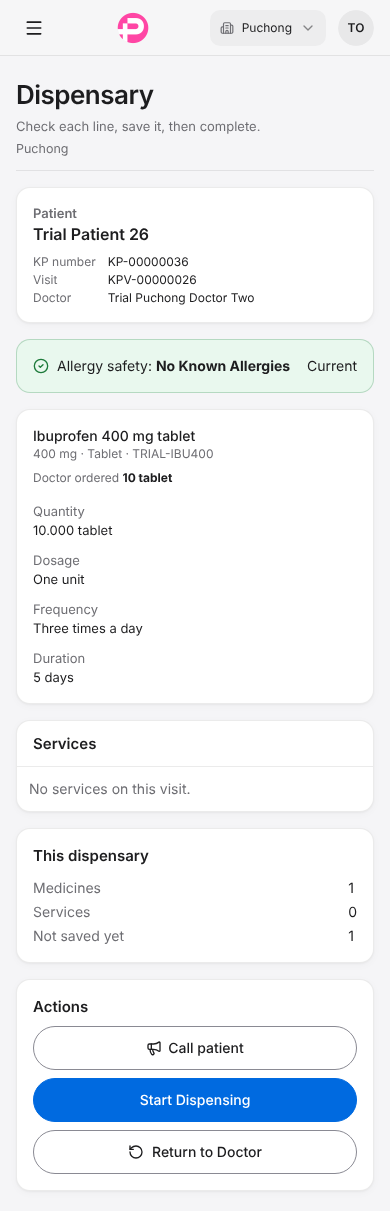 Puchong
TO
Dispensary
Check each line, save it, then complete.
Puchong
Patient
Trial Patient 26
KP number KP-00000036
Visit KPV-00000026
Doctor Trial Puchong Doctor Two
Allergy safety: No Known Allergies Current
Ibuprofen 400 mg tablet
400 mg · Tablet · TRIAL-IBU400
Doctor ordered 10 tablet
Quantity
10.000 tablet
Dosage
One unit
Frequency
Three times a day
Duration
5 days
Services
No services on this visit.
This dispensary
Medicines 1
Services 0
Not saved yet 1
Actions
Call patient
Start Dispensing
Return to Doctor